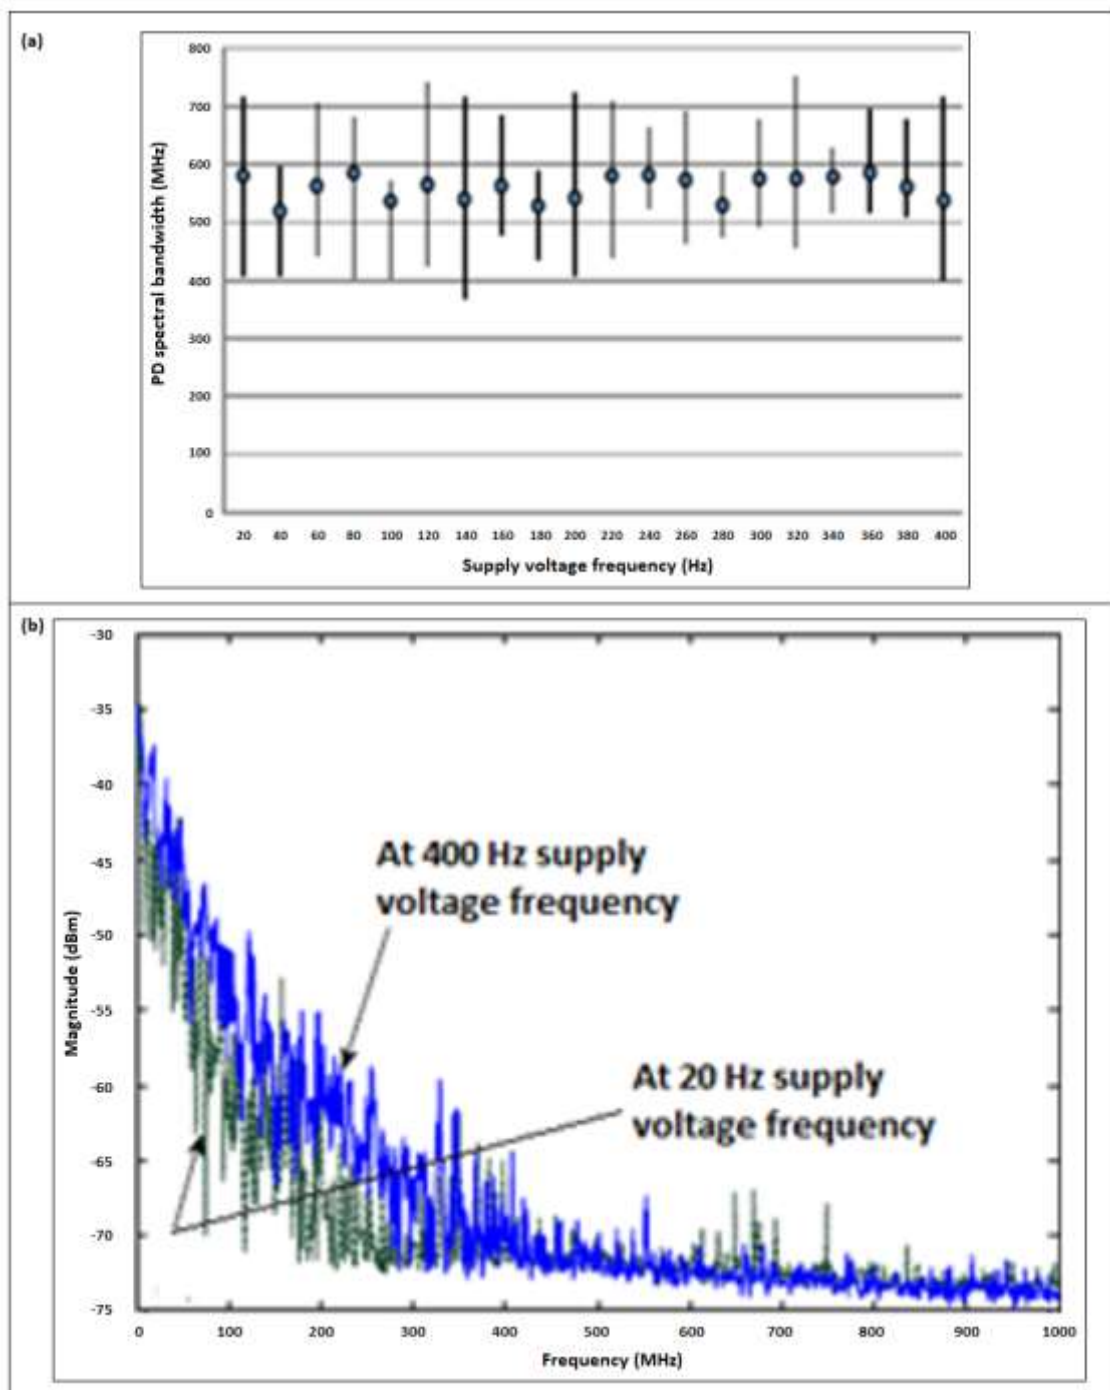 (a)
800
700
600
500
400
300
200
100
0
PD spectral bandwidth (MHz)
20 40 60 80 100 120 140 160 180 200 220 240 260 280 300 320 340 360 380 400
Supply voltage frequency (Hz)
(b)
-30
-35
-40
-45
-50
-55
-60
-65
-70
-75
Magnitude (dBm)
At 400 Hz supply
voltage frequency
At 20 Hz supply
voltage frequency
0 100 200 300 400 500 600 700 800 900 1000
Frequency (MHz)